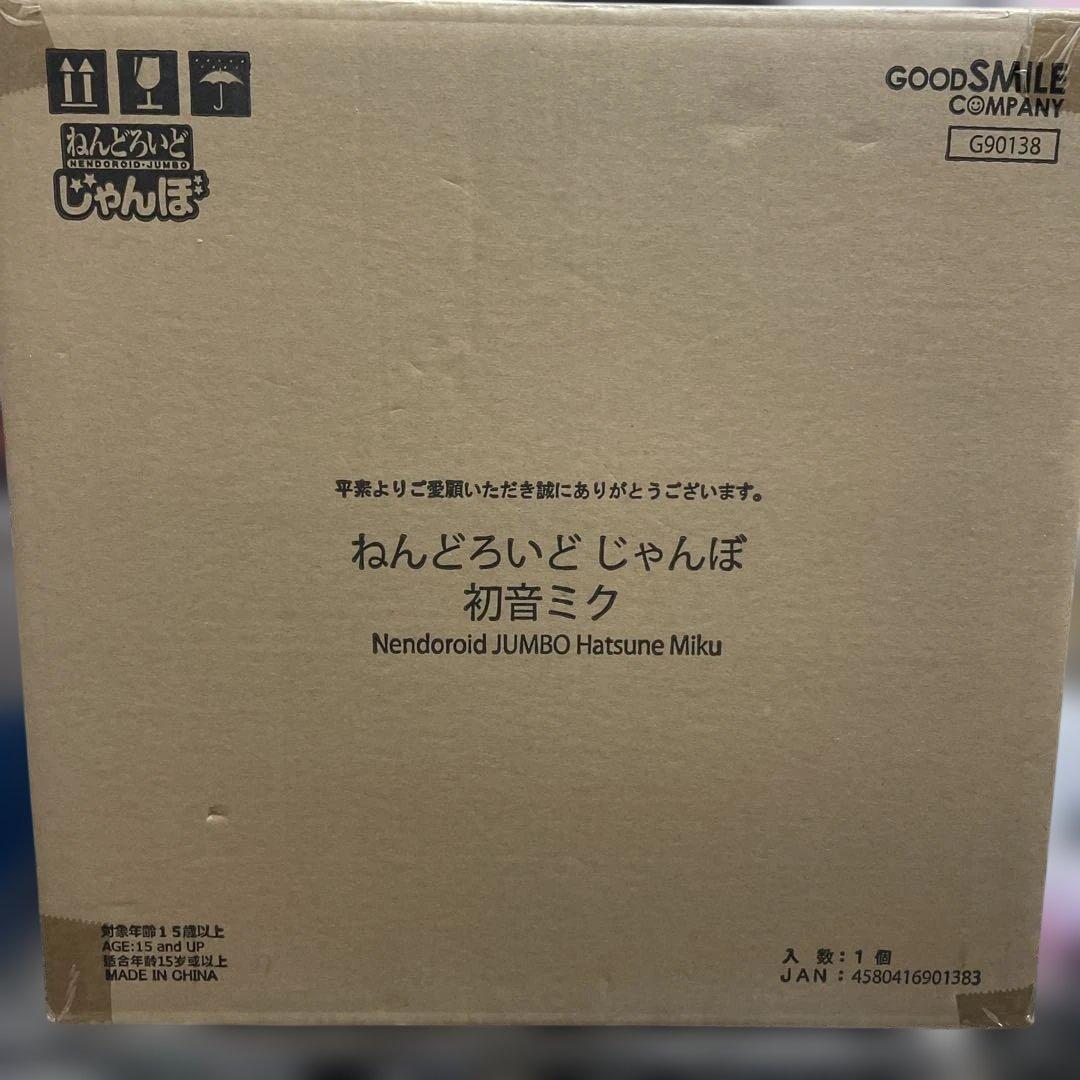 GOODSMILE
COMPANY
G90138
ねんどろいど
NENDOROID・JUMBO
じゃんぼ
平素よりご愛顧いただき誠にありがとうございます。
ねんどろいど じゃんぼ
初音ミク
Nendoroid JUMBO Hatsune Miku
対象年齢15歳以上
AGE:15 and UP
适合年龄15岁或以上
MADE IN CHINA
入 数:1 個
JAN:4580416901383